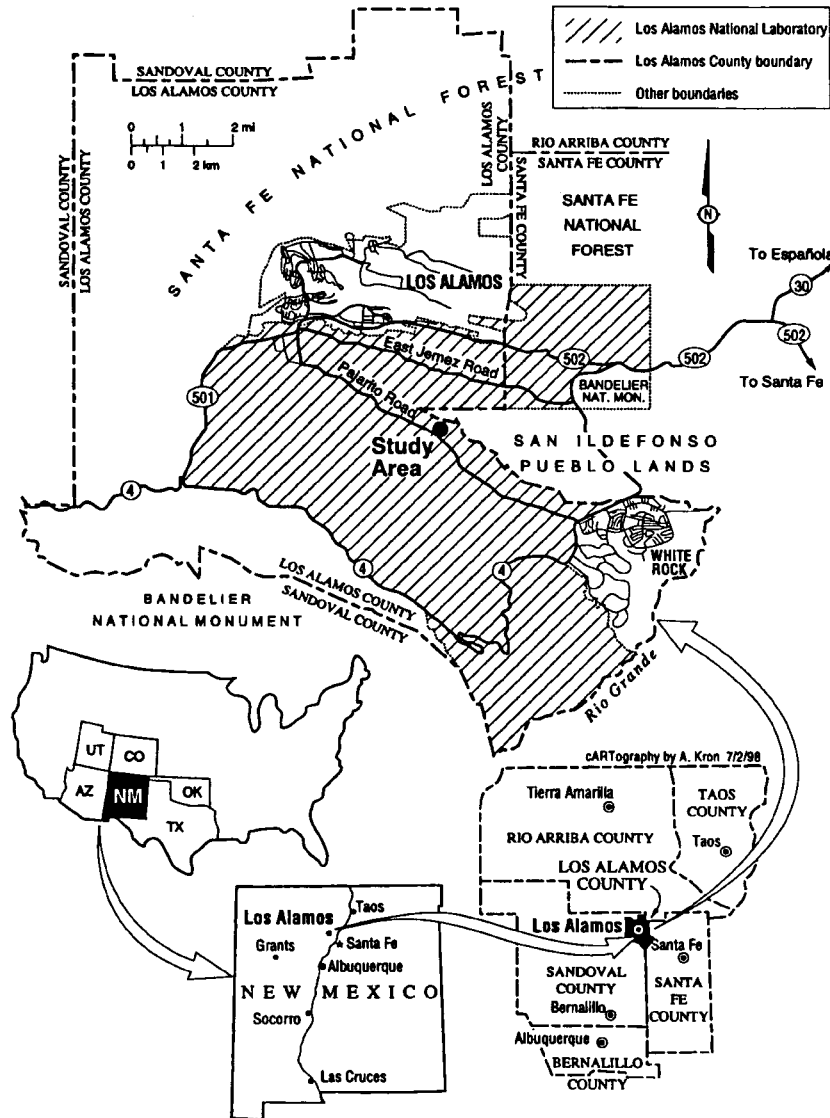 Los Alamos National Laboratory
Los Alamos County boundary
Other boundaries
SANDOVAL COUNTY
LOS ALAMOS COUNTY
0 1 2 mi
0 1 2 km
SANTA FE NATIONAL FOREST
LOS ALAMOS
COUNTY
SANTA FE COUNTY
RIO ARRIBA COUNTY
SANTA FE COUNTY
SANTA FE
NATIONAL
FOREST
N
SANDOVAL COUNTY
LOS ALAMOS COUNTY
To Española
30
502
To Santa Fe
LOS ALAMOS
East Jemez Road
502
502
BANDELIER
NAT. MON.
501
Pajarito Road
Study
Area
SAN ILDEFONSO
PUEBLO LANDS
4
WHITE
ROCK
4
4
LOS ALAMOS COUNTY
SANDOVAL COUNTY
BANDELIER
NATIONAL MONUMENT
Rio Grande
cARTography by A. Kron 7/2/98
UT
CO
AZ
NM
OK
TX
Tierra Amarilla
RIO ARRIBA COUNTY
TAOS
COUNTY
Taos
LOS ALAMOS
COUNTY
Los Alamos
Santa Fe
SANDOVAL
COUNTY
Bernalillo
SANTA
FE
COUNTY
Albuquerque
BERNALILLO
COUNTY
Taos
Los Alamos
Grants
Santa Fe
Albuquerque
NEW MEXICO
Socorro
Las Cruces